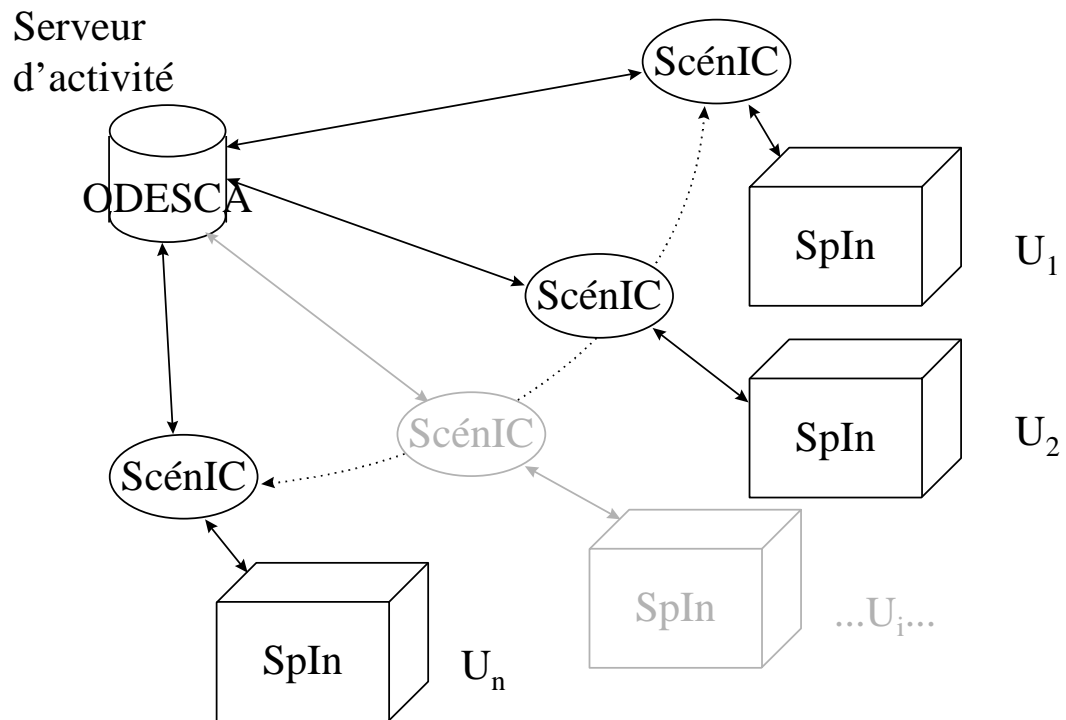 Serveur
d’activité
ScénIC
ODESCA
SpIn
U1
ScénIC
SpIn
U2
ScénIC
ScénIC
SpIn
...Ui...
SpIn
Un